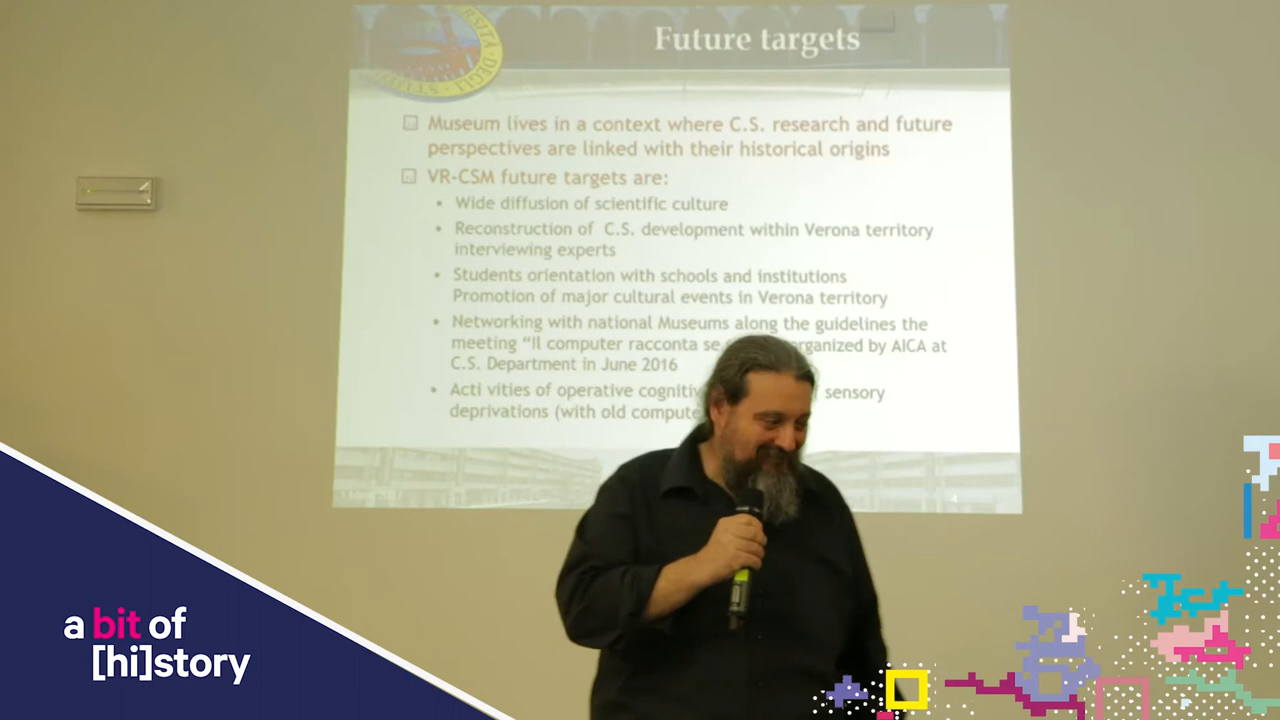 Future targets
Museum lives in a context where C.S. research and future
perspectives are linked with their historical origins
VR-CSM future targets are:
• Wide diffusion of scientific culture
• Reconstruction of C.S. development within Verona territory
interviewing experts
• Students orientation with schools and institutions
Promotion of major cultural events in Verona territory
• Networking with national Museums along the guidelines the
meeting “Il computer racconta se organized by AICA at
C.S. Department in June 2016
• Acti vities of operative sensory
deprivations (with old
a bit of
[hi]story